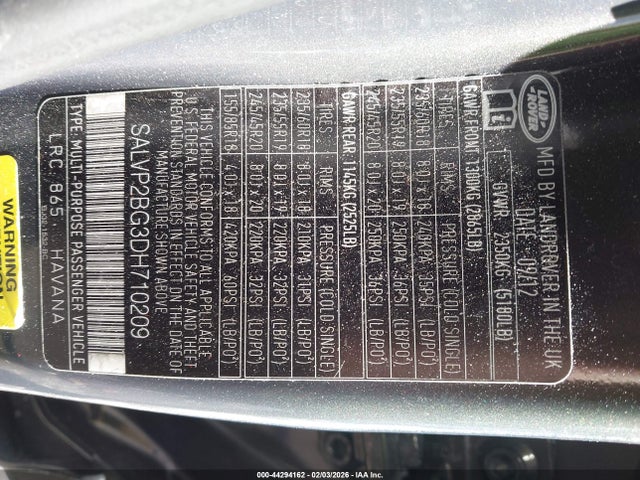 LAND ROVER
MFD BY LANDROVER IN THE UK
DATE: 09/12
GVWR 2350KG (5180LB)
GAWR FRONT 1300KG (2865LB)
TIRES RIMS PRESSURE (COLD SINGLE)
235/60R18 8.0J x 18 240KPA 35PSI (LB/PO²)
235/55R19 8.0J x 19 250KPA 36PSI (LB/PO²)
245/45R20 8.0J x 20 250KPA 36PSI (LB/PO²)
GAWR REAR 1145KG (2525LB)
TIRES RIMS PRESSURE (COLD SINGLE)
235/60R18 8.0J x 18 210KPA 31PSI (LB/PO²)
235/55R19 8.0J x 19 220KPA 32PSI (LB/PO²)
245/45R20 8.0J x 20 220KPA 32PSI (LB/PO²)
155/85R18 4.0J x 18 420KPA 60PSI (LB/PO²)
THIS VEHICLE CONFORMS TO ALL APPLICABLE
U.S. FEDERAL MOTOR VEHICLE SAFETY AND THEFT
PREVENTION STANDARDS IN EFFECT ON THE DATE OF
MANUFACTURE SHOWN ABOVE
SALVP2BG3DH710209
TYPE: MULTI-PURPOSE PASSENGER VEHICLE
LRC. 865 HAVANA
WARNING
000-44294162 - 02/03/2026 - IAA Inc.